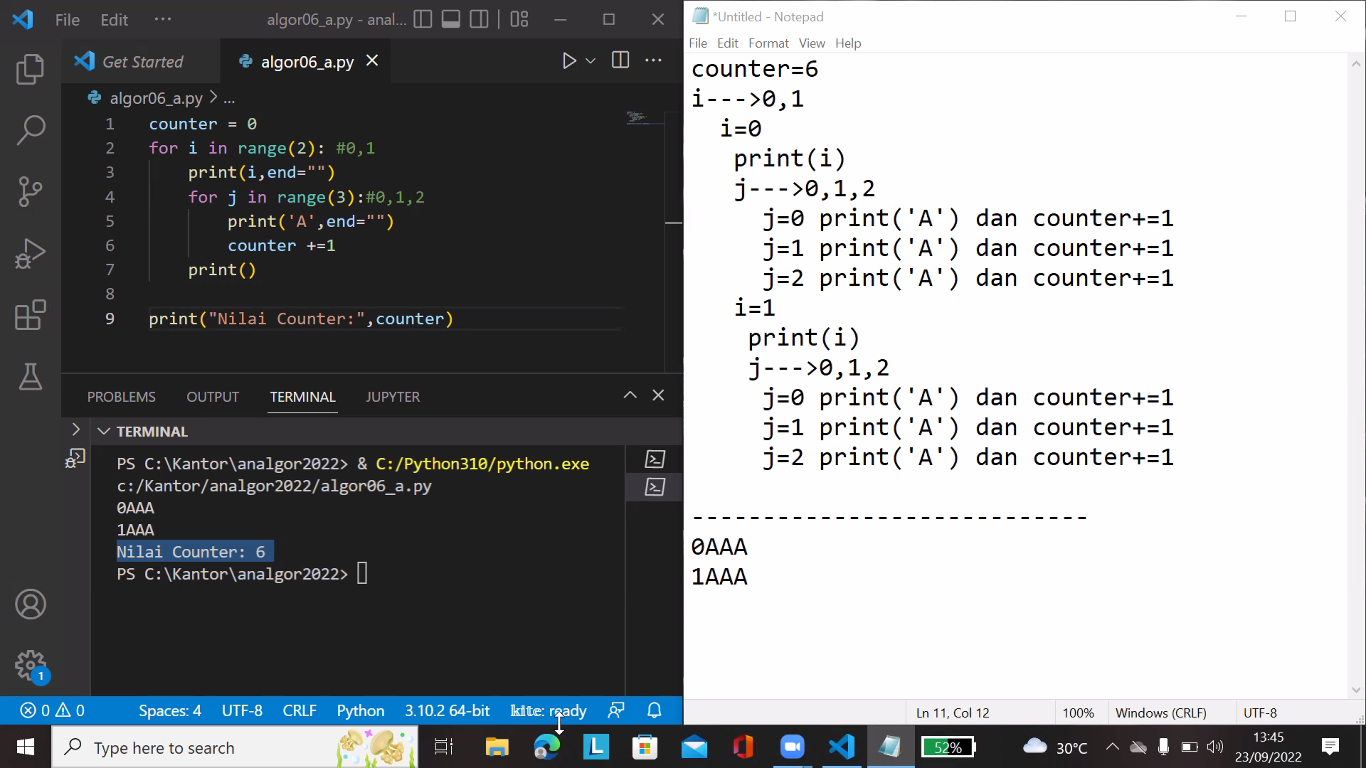 File Edit ··· algor06_a.py - anal...
Get Started algor06_a.py
algor06_a.py > ...
1 counter = 0
2 for i in range(2): #0,1
3 print(i,end="")
4 for j in range(3):#0,1,2
5 print('A',end="")
6 counter +=1
7 print()
8
9 print("Nilai Counter:",counter)
PROBLEMS OUTPUT TERMINAL JUPYTER
TERMINAL
PS C:\Kantor\analgor2022> & C:/Python310/python.exe
c:/Kantor/analgor2022/algor06_a.py
0AAA
1AAA
Nilai Counter: 6
PS C:\Kantor\analgor2022>
1
0 0 Spaces: 4 UTF-8 CRLF Python 3.10.2 64-bit kite: ready
*Untitled - Notepad
File Edit Format View Help
counter=6
i--->0,1
i=0
print(i)
j--->0,1,2
j=0 print('A') dan counter+=1
j=1 print('A') dan counter+=1
j=2 print('A') dan counter+=1
i=1
print(i)
j--->0,1,2
j=0 print('A') dan counter+=1
j=1 print('A') dan counter+=1
j=2 print('A') dan counter+=1
----------------------------
0AAA
1AAA
Ln 11, Col 12 100% Windows (CRLF) UTF-8
Type here to search L 52% 30°C 13:45
23/09/2022